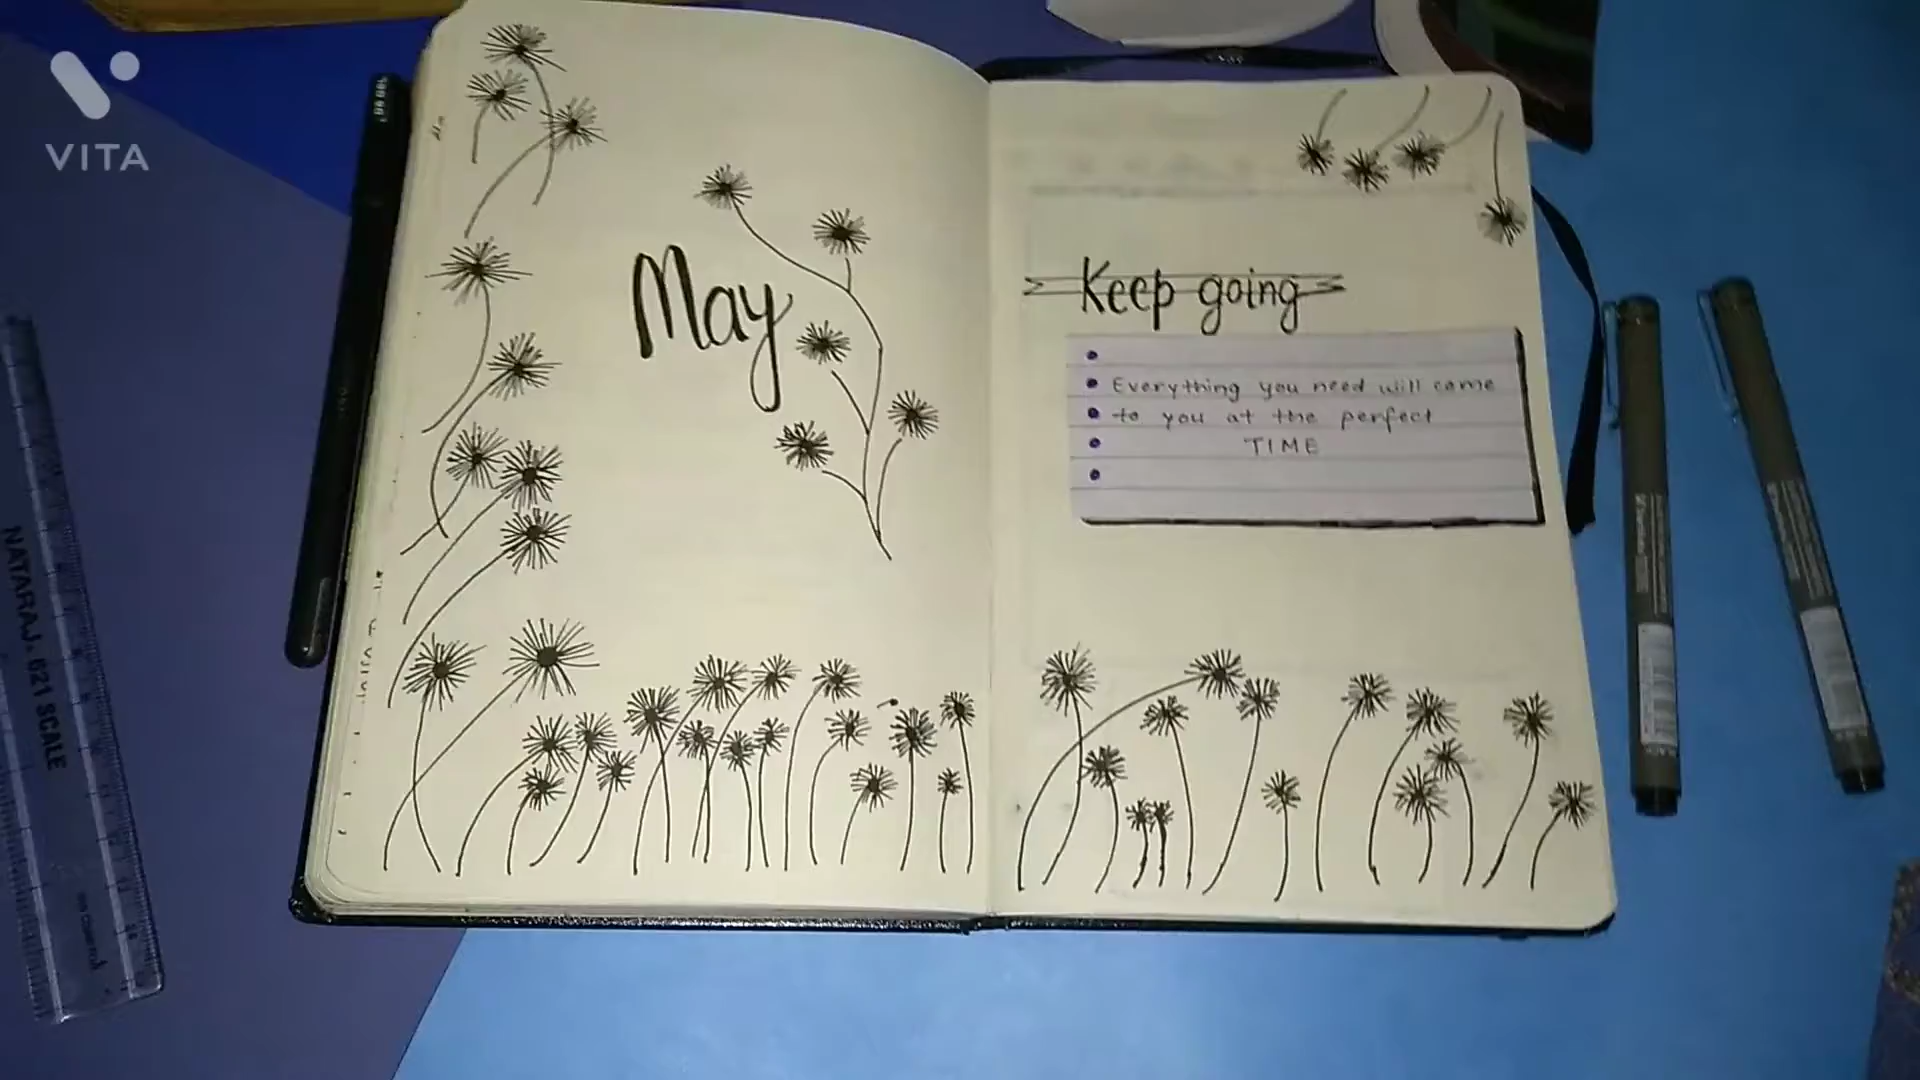 VITA
May
Keep going
Everything you need will come
to you at the perfect
TIME
NATARAJ. 621 SCALE